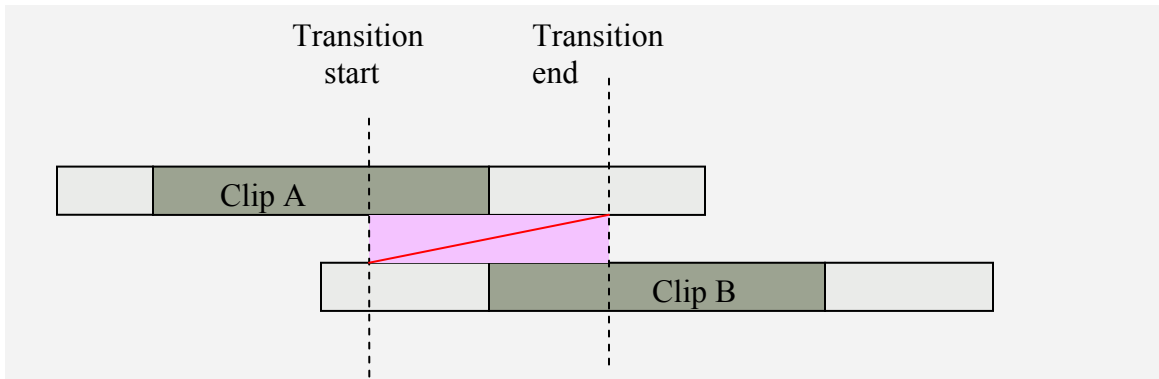 Transition
start
Transition
end
Clip A
Clip B